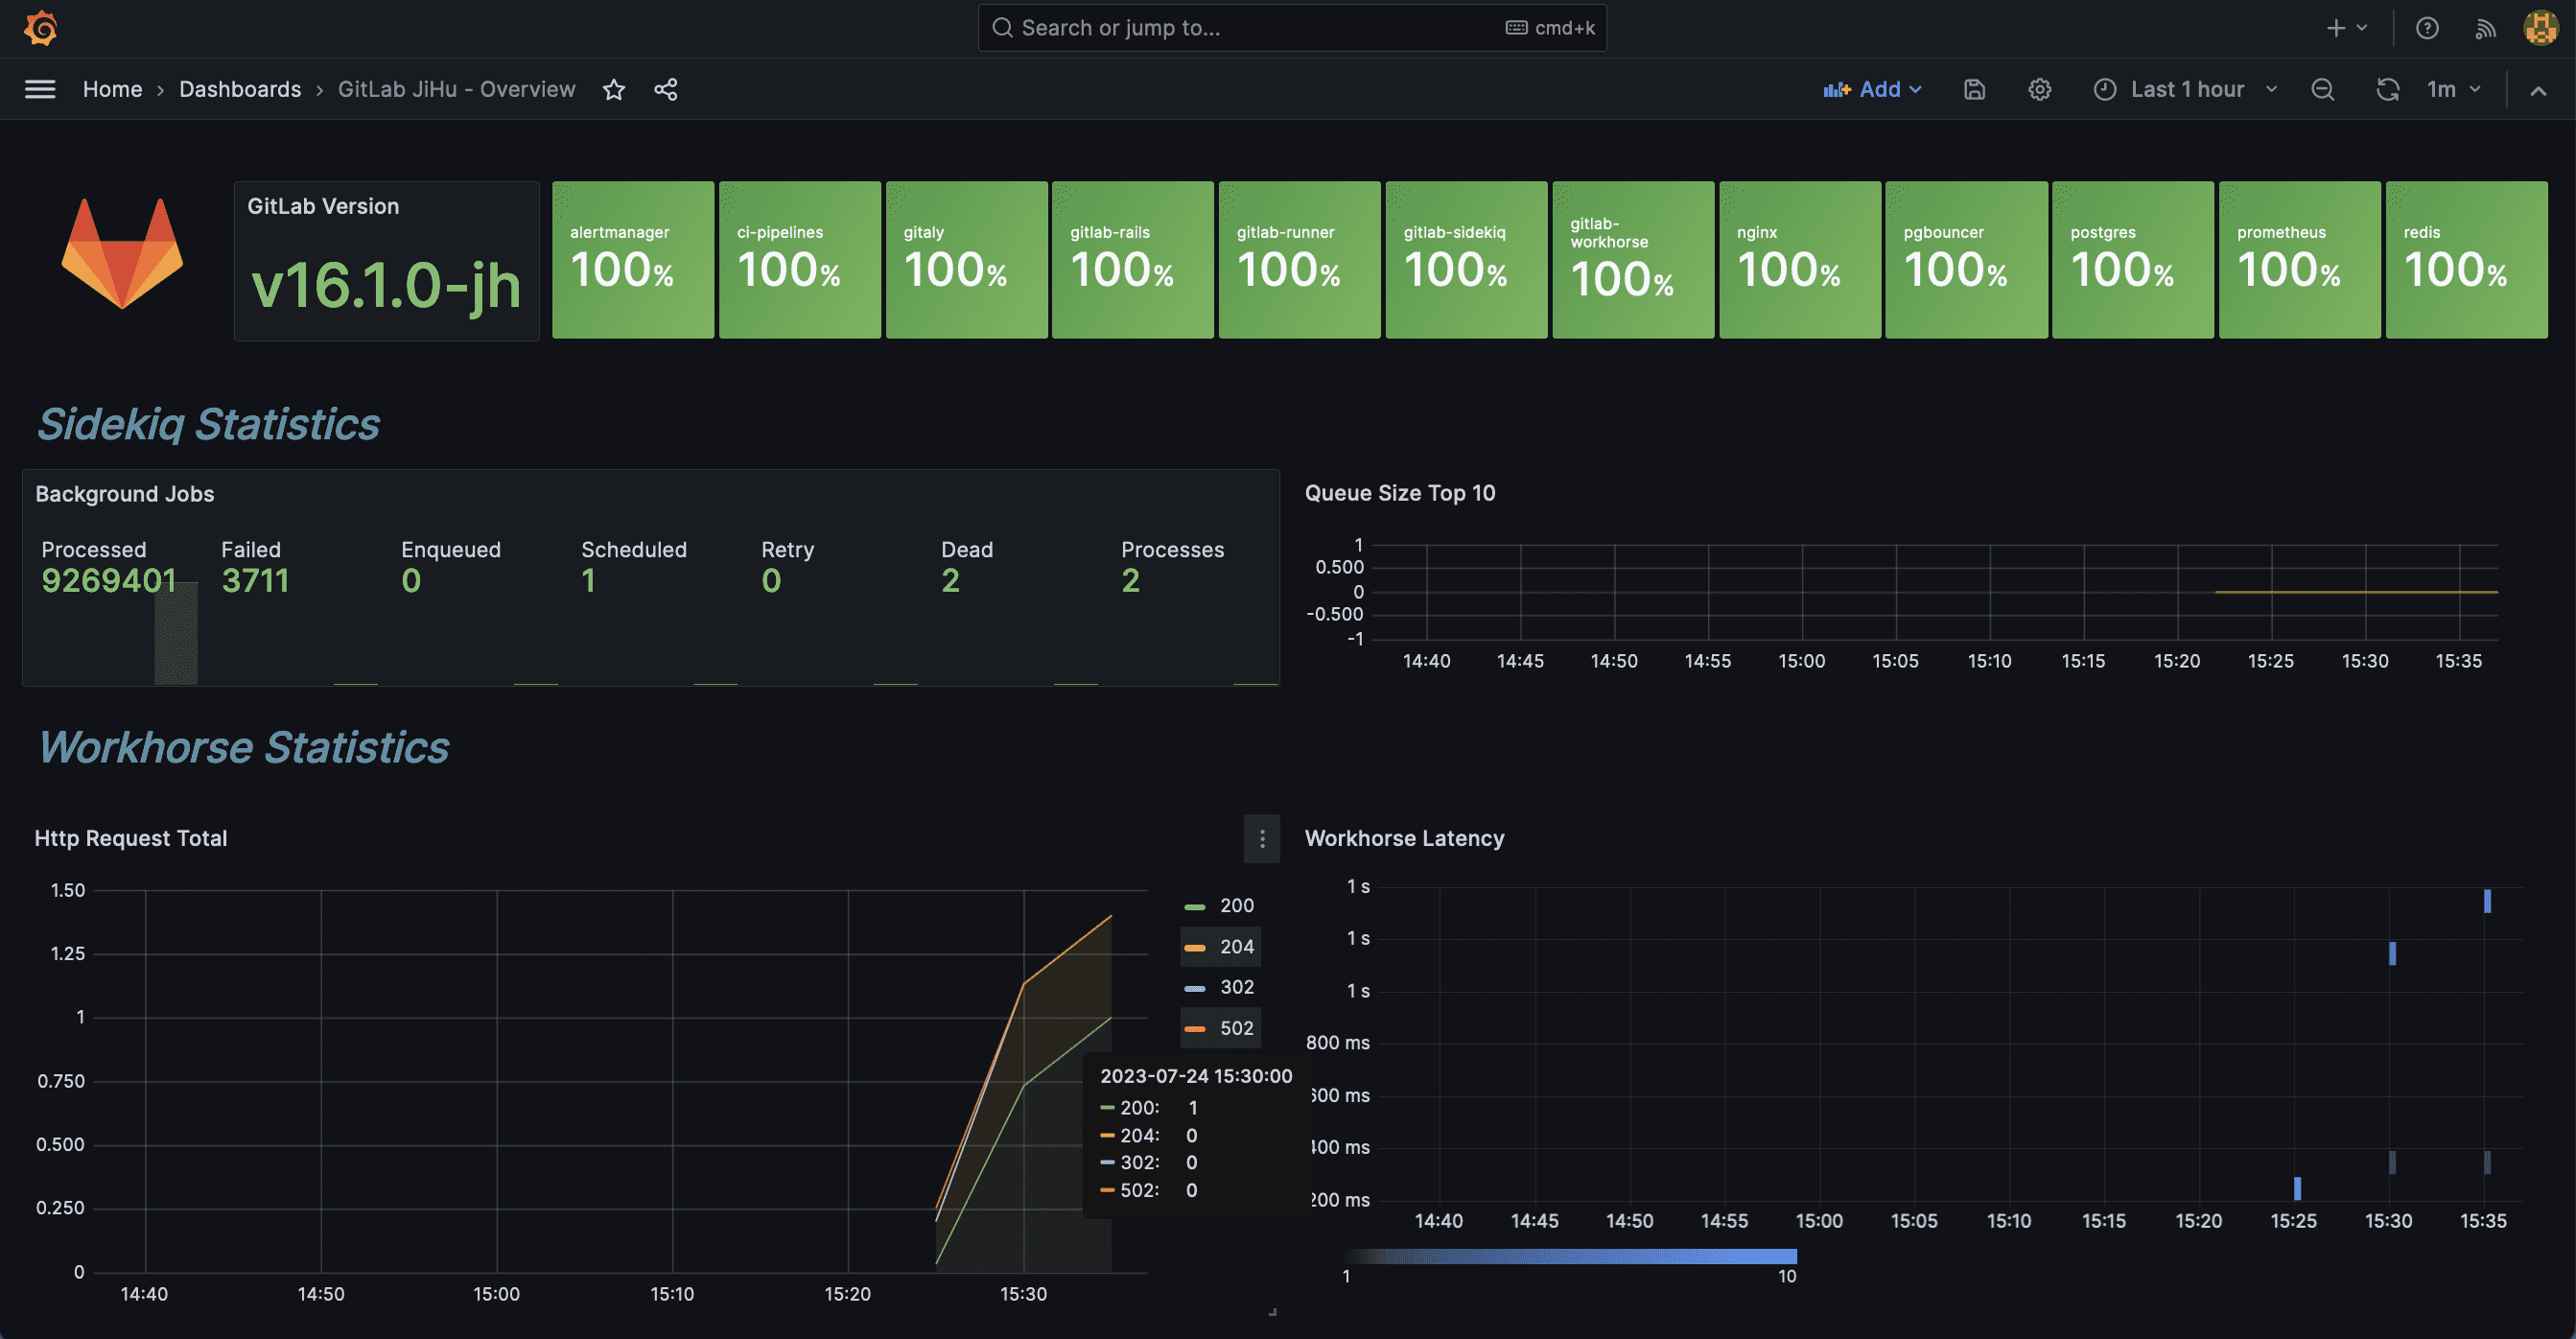 Search or jump to... cmd+k
Home › Dashboards › GitLab JiHu - Overview
Add Last 1 hour 1m
GitLab Version
v16.1.0-jh
alertmanager
100%
ci-pipelines
100%
gitaly
100%
gitlab-rails
100%
gitlab-runner
100%
gitlab-sidekiq
100%
gitlab-
workhorse
100%
nginx
100%
pgbouncer
100%
postgres
100%
prometheus
100%
redis
100%
Sidekiq Statistics
Background Jobs
Processed Failed Enqueued Scheduled Retry Dead Processes
9269401 3711 0 1 0 2 2
Queue Size Top 10
1
0.500
0
-0.500
-1
14:40 14:45 14:50 14:55 15:00 15:05 15:10 15:15 15:20 15:25 15:30 15:35
Workhorse Statistics
Http Request Total
1.50
1.25
1
0.750
0.500
0.250
0
14:40 14:50 15:00 15:10 15:20 15:30
200
204
302
502
2023-07-24 15:30:00
200: 1
204: 0
302: 0
502: 0
Workhorse Latency
1 s
1 s
1 s
800 ms
600 ms
400 ms
200 ms
14:40 14:45 14:50 14:55 15:00 15:05 15:10 15:15 15:20 15:25 15:30 15:35
1 10